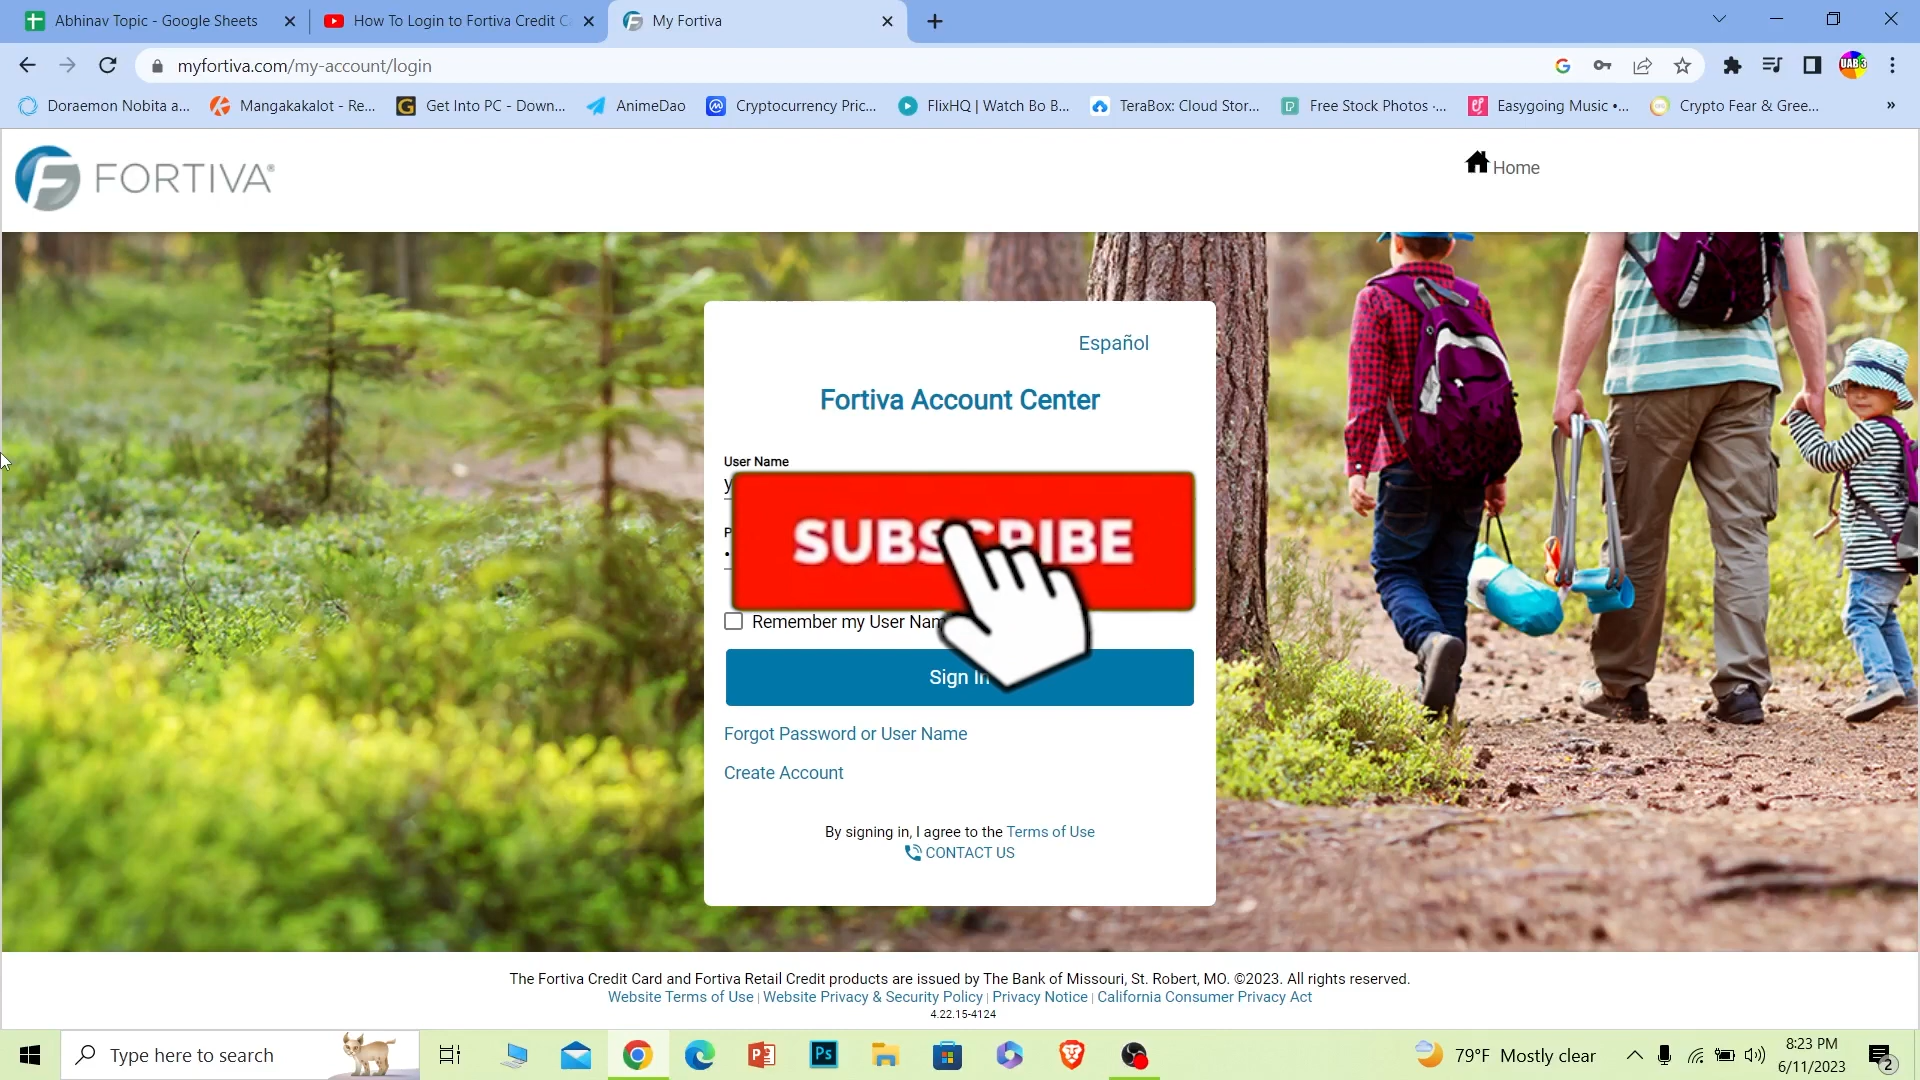 Abhinav Topic - Google Sheets
How To Login to Fortiva Credit C
My Fortiva
myfortiva.com/my-account/login
UAB 3
Doraemon Nobita a...
Mangakakalot - Re...
Get Into PC - Down...
AnimeDao
Cryptocurrency Pric...
FlixHQ | Watch Bo B...
TeraBox: Cloud Stor...
Free Stock Photos ·...
Easygoing Music •...
Crypto Fear & Gree...
»
FORTIVA®
Home
Español
Fortiva Account Center
User Name
y
P
SUBSCRIBE
Remember my User Nam
Sign In
Forgot Password or User Name
Create Account
By signing in, I agree to the Terms of Use
CONTACT US
The Fortiva Credit Card and Fortiva Retail Credit products are issued by The Bank of Missouri, St. Robert, MO. ©2023. All rights reserved.
Website Terms of Use | Website Privacy & Security Policy | Privacy Notice | California Consumer Privacy Act
4.22.15-4124
Type here to search
Ps
79°F Mostly clear
8:23 PM
6/11/2023
2